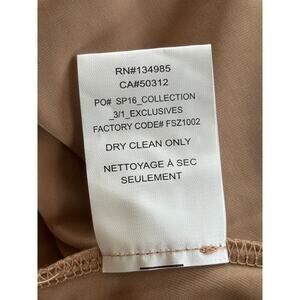 RN#134985
CA#50312
PO# SP16_COLLECTION
_3/1_EXCLUSIVES
FACTORY CODE# FSZ1002
DRY CLEAN ONLY
NETTOYAGE À SEC
SEULEMENT